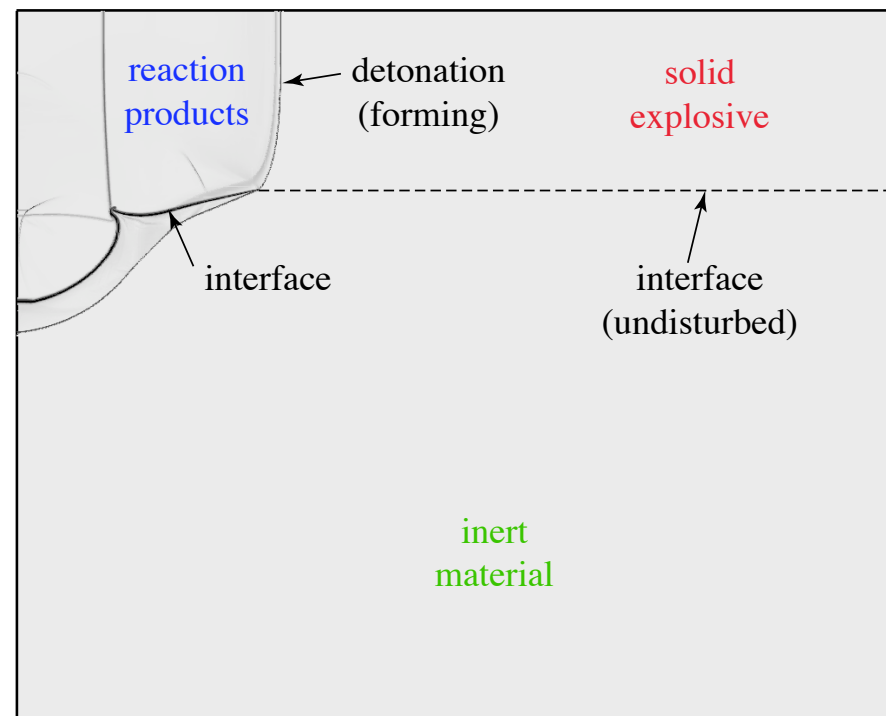 reaction
products
detonation
(forming)
solid
explosive
interface
interface
(undisturbed)
inert
material